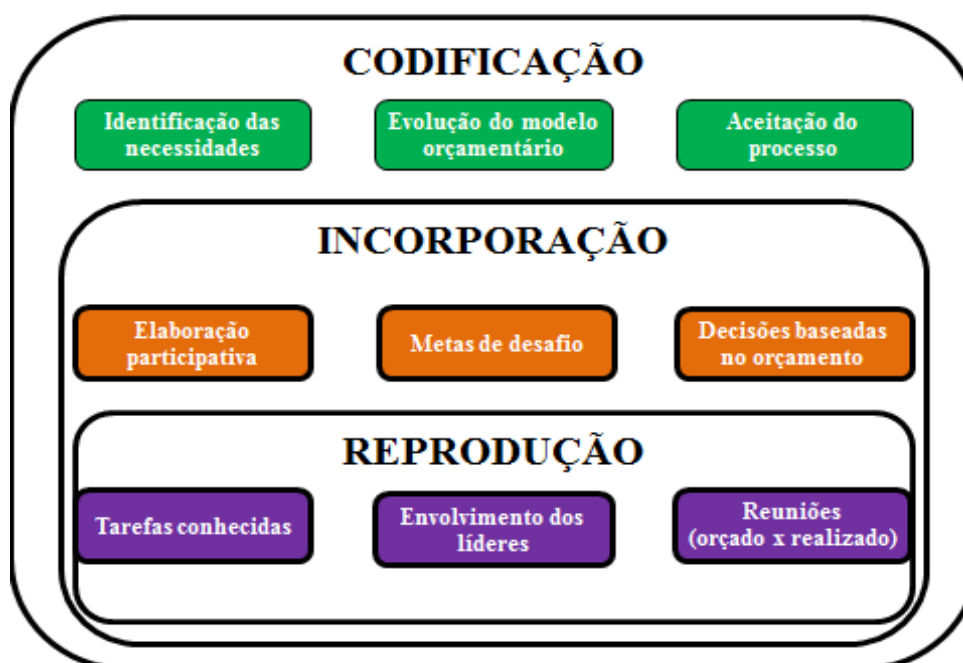 CODIFICAÇÃO
Identificação das
necessidades
Evolução do modelo
orçamentário
Aceitação do
processo
INCORPORAÇÃO
Elaboração
participativa
Metas de desafio
Decisões baseadas
no orçamento
REPRODUÇÃO
Tarefas conhecidas
Envolvimento dos
líderes
Reuniões
(orçado x realizado)